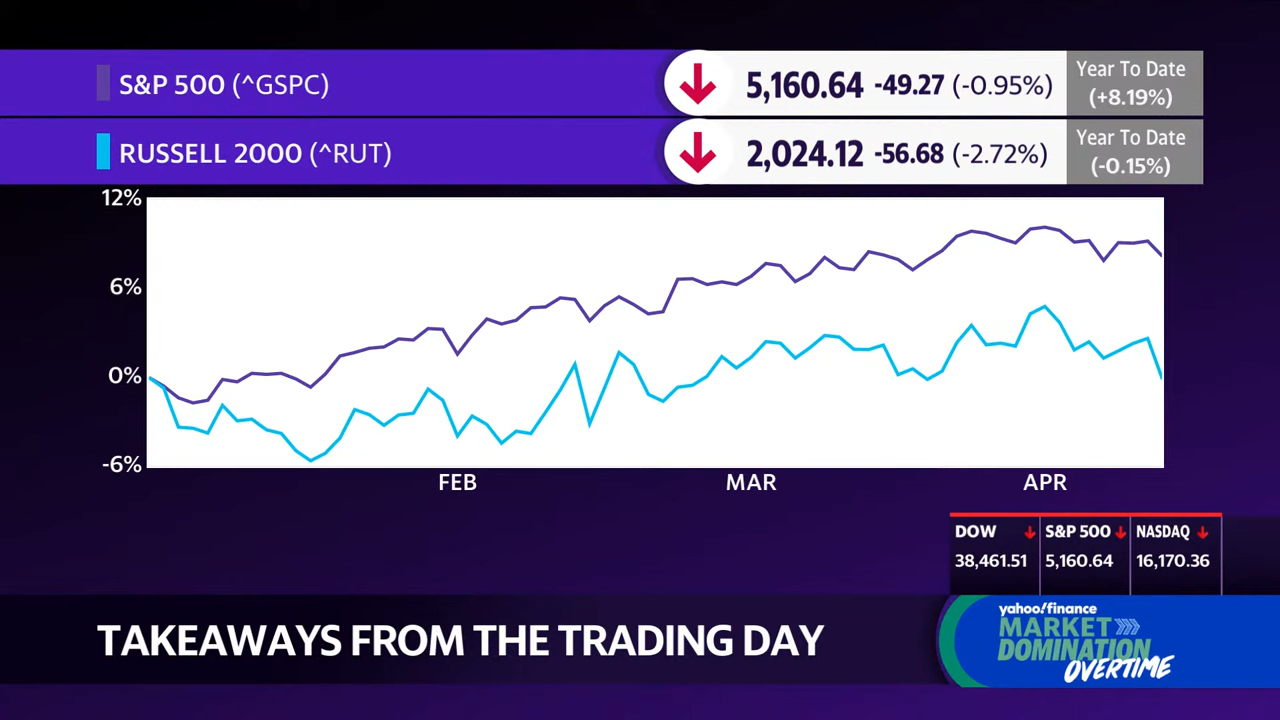 S&P 500 (^GSPC)
5,160.64 -49.27 (-0.95%)
Year To Date
(+8.19%)
RUSSELL 2000 (^RUT)
2,024.12 -56.68 (-2.72%)
Year To Date
(-0.15%)
12%
6%
0%
-6%
FEB MAR APR
DOW S&P 500 NASDAQ
38,461.51 5,160.64 16,170.36
TAKEAWAYS FROM THE TRADING DAY
yahoo!finance
MARKET
DOMINATION
OVERTIME